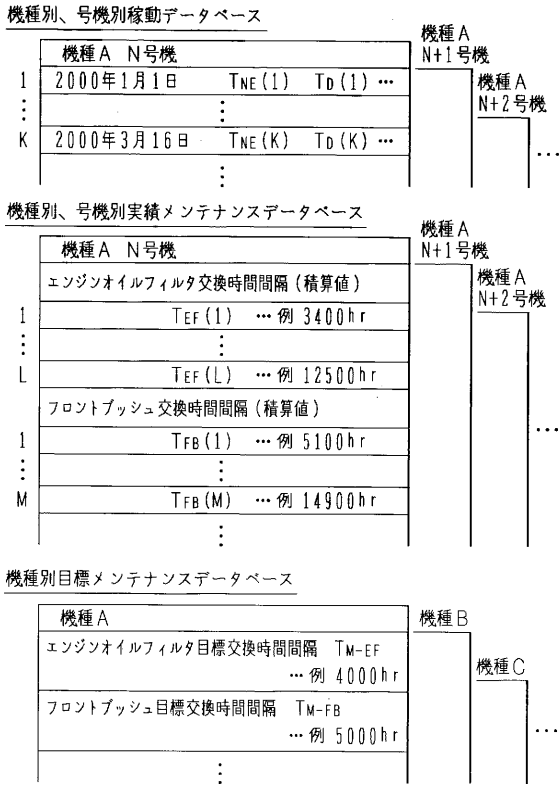 機種別、号機別稼動データベース
機種A N号機
機種A
N+1号機
機種A
N+2号機
1 2000年1月1日 TNE(1) TD(1) …
⋮ ⋮
K 2000年3月16日 TNE(K) TD(K) …
⋮
…
機種別、号機別実績メンテナンスデータベース
機種A N号機
機種A
N+1号機
機種A
N+2号機
エンジンオイルフィルタ交換時間間隔(積算値)
1 TEF(1) …例 3400hr
⋮ ⋮
L TEF(L) …例 12500hr
フロントブッシュ交換時間間隔(積算値)
1 TFB(1) …例 5100hr
⋮ ⋮
M TFB(M) …例 14900hr
⋮
…
機種別目標メンテナンスデータベース
機種A
機種B
機種C
エンジンオイルフィルタ目標交換時間間隔 TM-EF
…例 4000hr
フロントブッシュ目標交換時間間隔 TM-FB
…例 5000hr
⋮
…